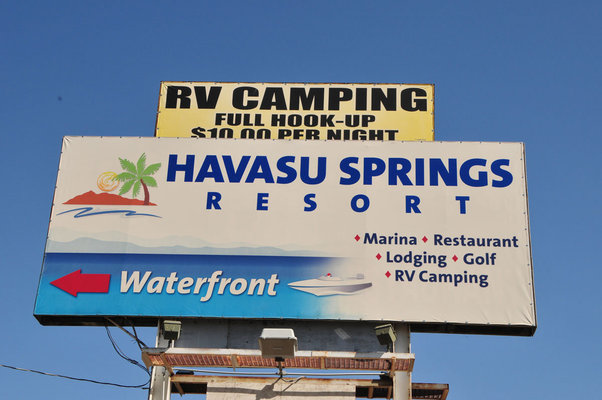 RV CAMPING
FULL HOOK-UP
$10.00 PER NIGHT
HAVASU SPRINGS
RESORT
Marina Restaurant
Lodging Golf
RV Camping
Waterfront